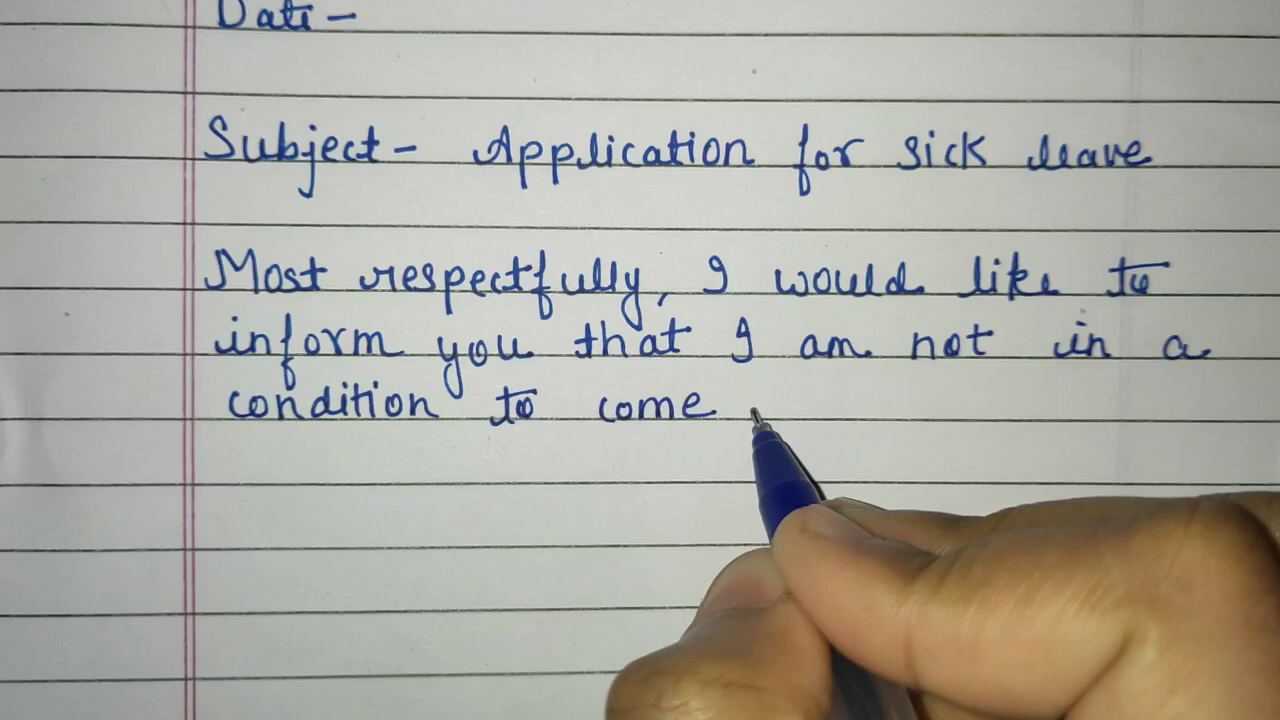 Date -
Subject - Application for sick leave
Most respectfully, I would like to
inform you that I am not in a
condition to come